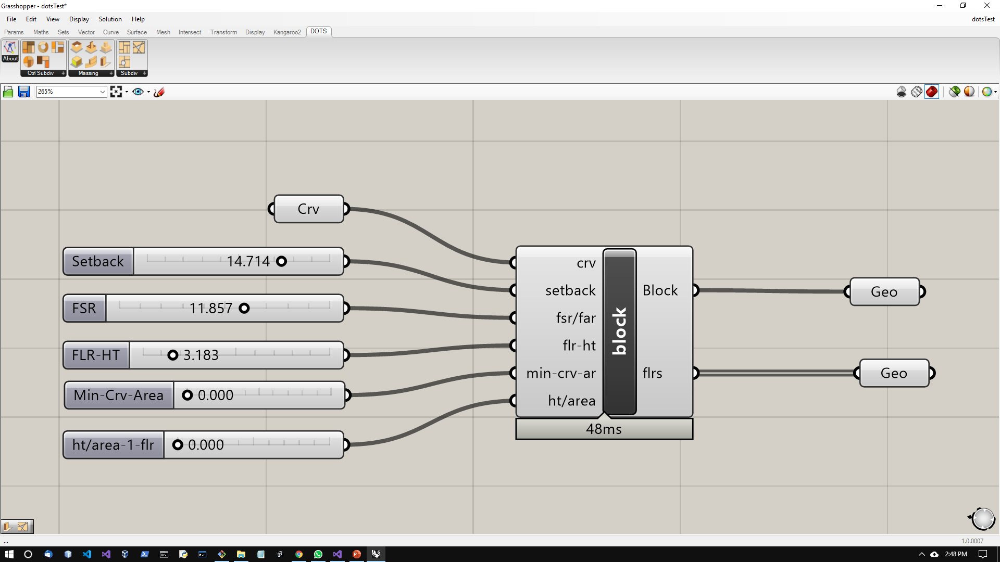 Grasshopper - dotsTest*
File Edit View Display Solution Help dotsTest
Params Maths Sets Vector Curve Surface Mesh Intersect Transform Display Kangaroo2 DOTS
About
Ctrl Subdiv + Massing + Subdiv +
265%
Crv
Setback 14.714
FSR 11.857
FLR-HT 3.183
Min-Crv-Area 0.000
ht/area-1-flr 0.000
crv
setback
fsr/far
flr-ht
min-crv-ar
ht/area
block
Block
flrs
48ms
Geo
Geo
...
1.0.0007
2:48 PM